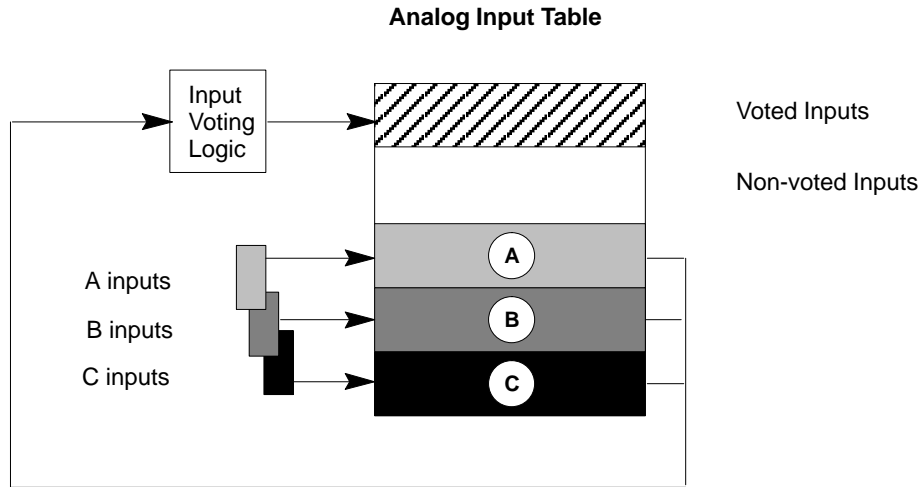 Analog Input Table
Input
Voting
Logic
Voted Inputs
Non-voted Inputs
A
A inputs
B
B inputs
C
C inputs